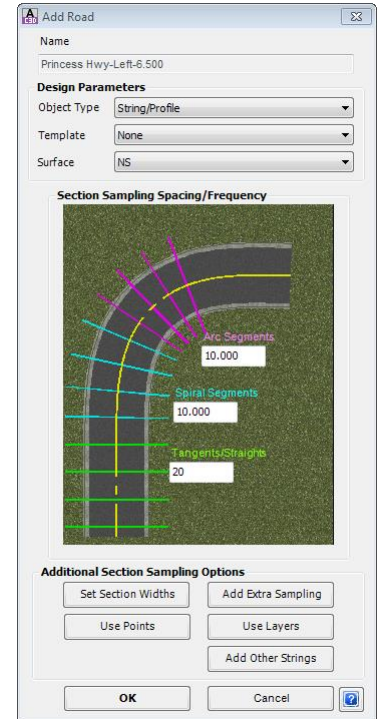 Add Road
Name
Princess Hwy-Left-6.500
Design Parameters
Object Type String/Profile
Template None
Surface NS
Section Sampling Spacing/Frequency
Arc Segments
10.000
Spiral Segments
10.000
Tangents/Straights
20
Additional Section Sampling Options
Set Section Widths Add Extra Sampling
Use Points Use Layers
Add Other Strings
OK Cancel ?